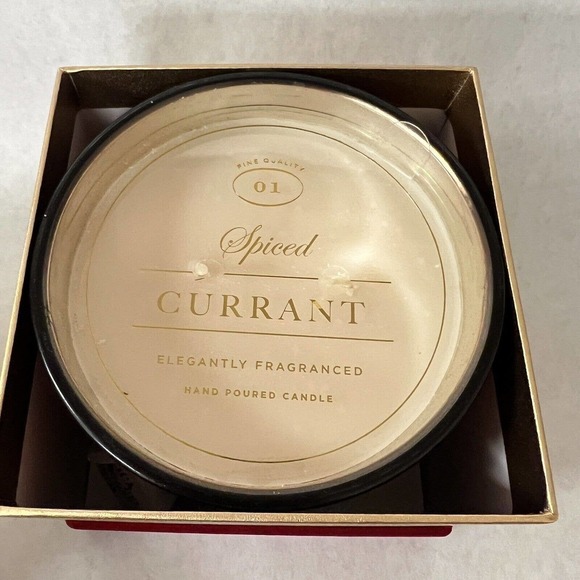 FINE QUALITY
01
Spiced
CURRANT
ELEGANTLY FRAGRANCED
HAND POURED CANDLE